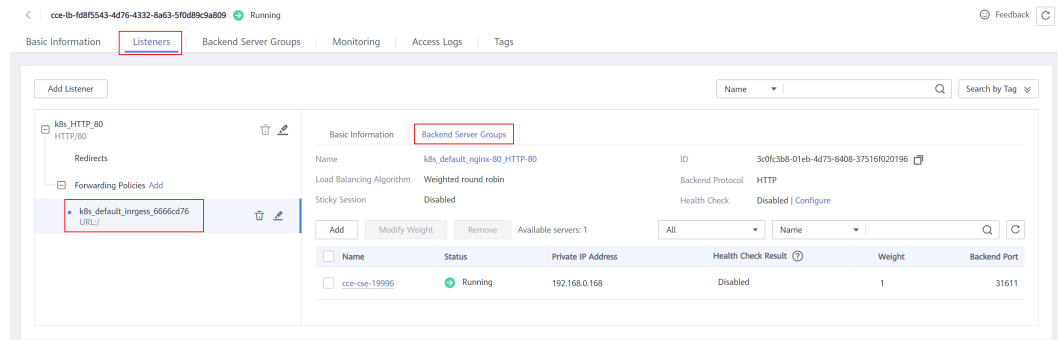 cce-lb-fd8f5543-4d76-4332-8a63-5f0d89c9a809 Running Feedback
Basic Information Listeners Backend Server Groups Monitoring Access Logs Tags
Add Listener Name Search by Tag
k8s_HTTP_80
HTTP/80
Redirects
Forwarding Policies Add
k8s_default_inrgess_6666cd76
URL:/
Basic Information Backend Server Groups
Name k8s_default_nginx-80_HTTP-80 ID 3c0fc3b8-01eb-4d75-8408-37516f020196
Load Balancing Algorithm Weighted round robin Backend Protocol HTTP
Sticky Session Disabled Health Check Disabled | Configure
Add Modify Weight Remove Available servers: 1 All Name
Name Status Private IP Address Health Check Result ? Weight Backend Port
cce-cse-19996 Running 192.168.0.168 Disabled 1 31611